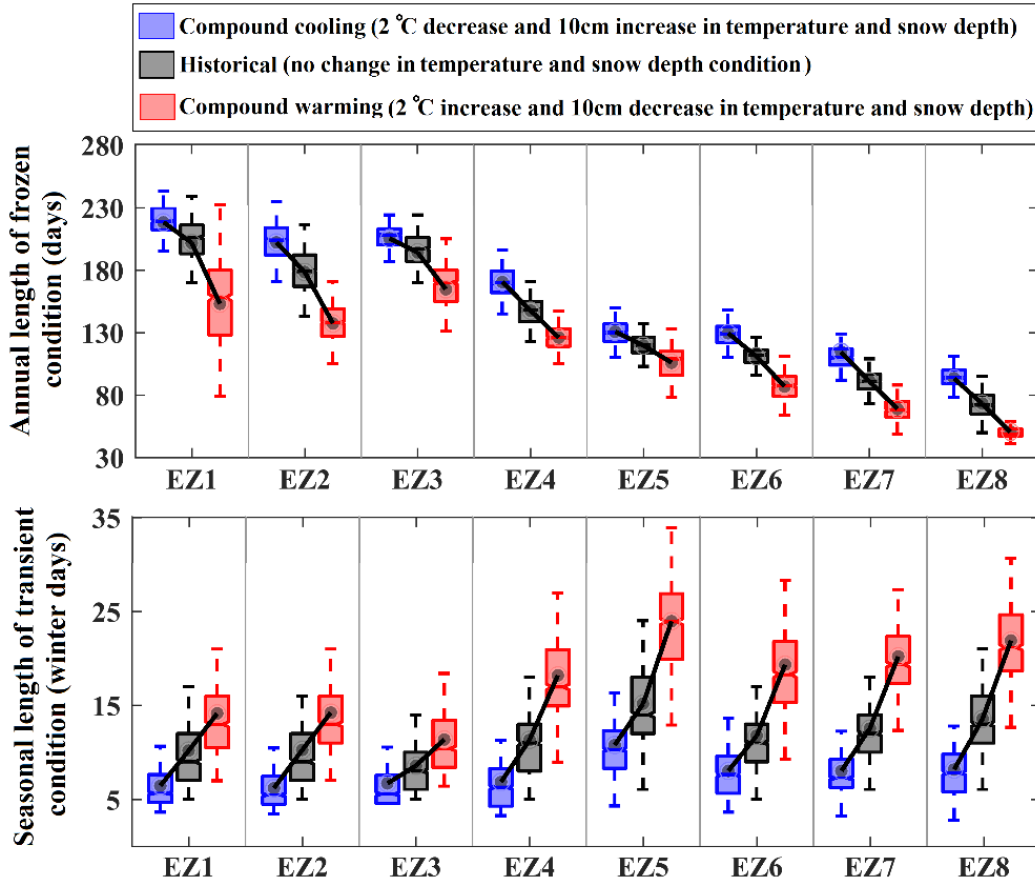 Compound cooling (2 °C decrease and 10cm increase in temperature and snow depth)
Historical (no change in temperature and snow depth condition)
Compound warming (2 °C increase and 10cm decrease in temperature and snow depth)
Annual length of frozen
condition (days)
280
230
180
130
80
30
EZ1 EZ2 EZ3 EZ4 EZ5 EZ6 EZ7 EZ8
Seasonal length of transient
condition (winter days)
35
25
15
5
EZ1 EZ2 EZ3 EZ4 EZ5 EZ6 EZ7 EZ8